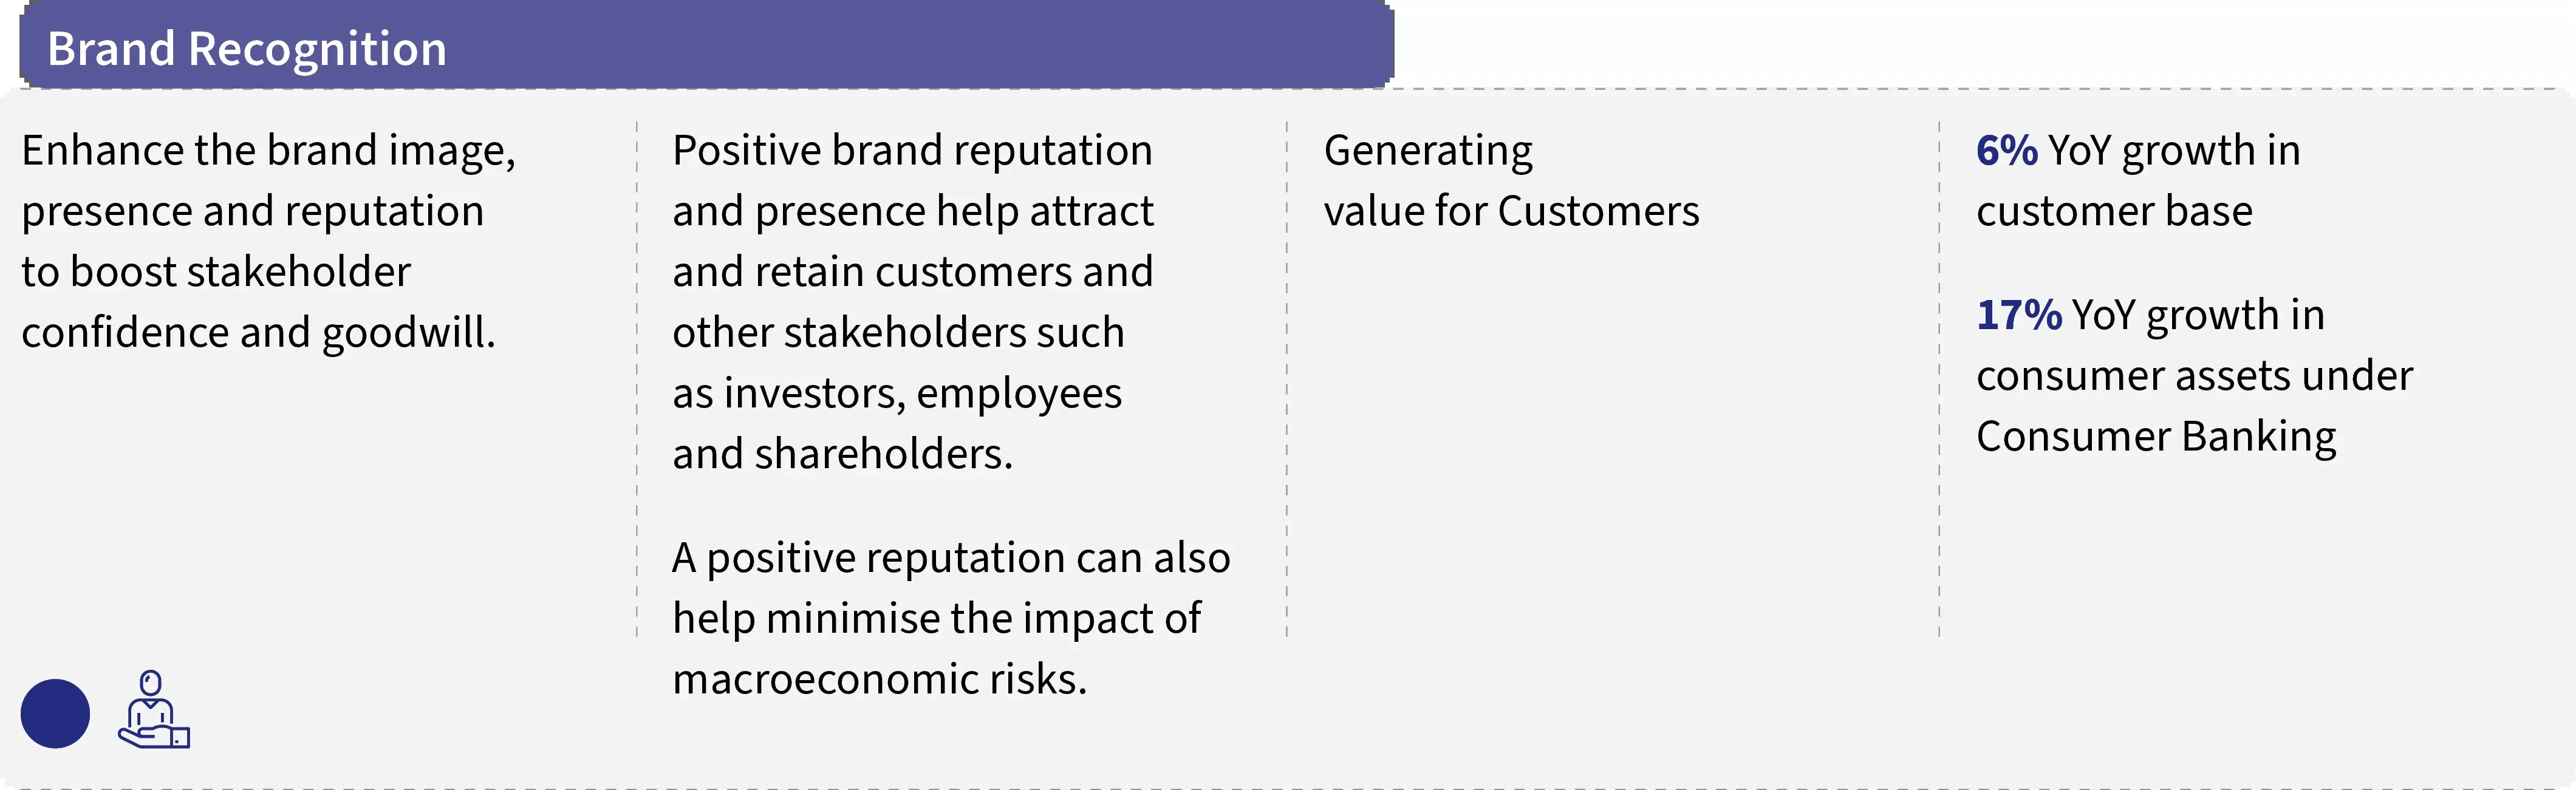 Brand Recognition
Enhance the brand image,
presence and reputation
to boost stakeholder
confidence and goodwill.
Positive brand reputation
and presence help attract
and retain customers and
other stakeholders such
as investors, employees
and shareholders.
A positive reputation can also
help minimise the impact of
macroeconomic risks.
Generating
value for Customers
6% YoY growth in
customer base
17% YoY growth in
consumer assets under
Consumer Banking